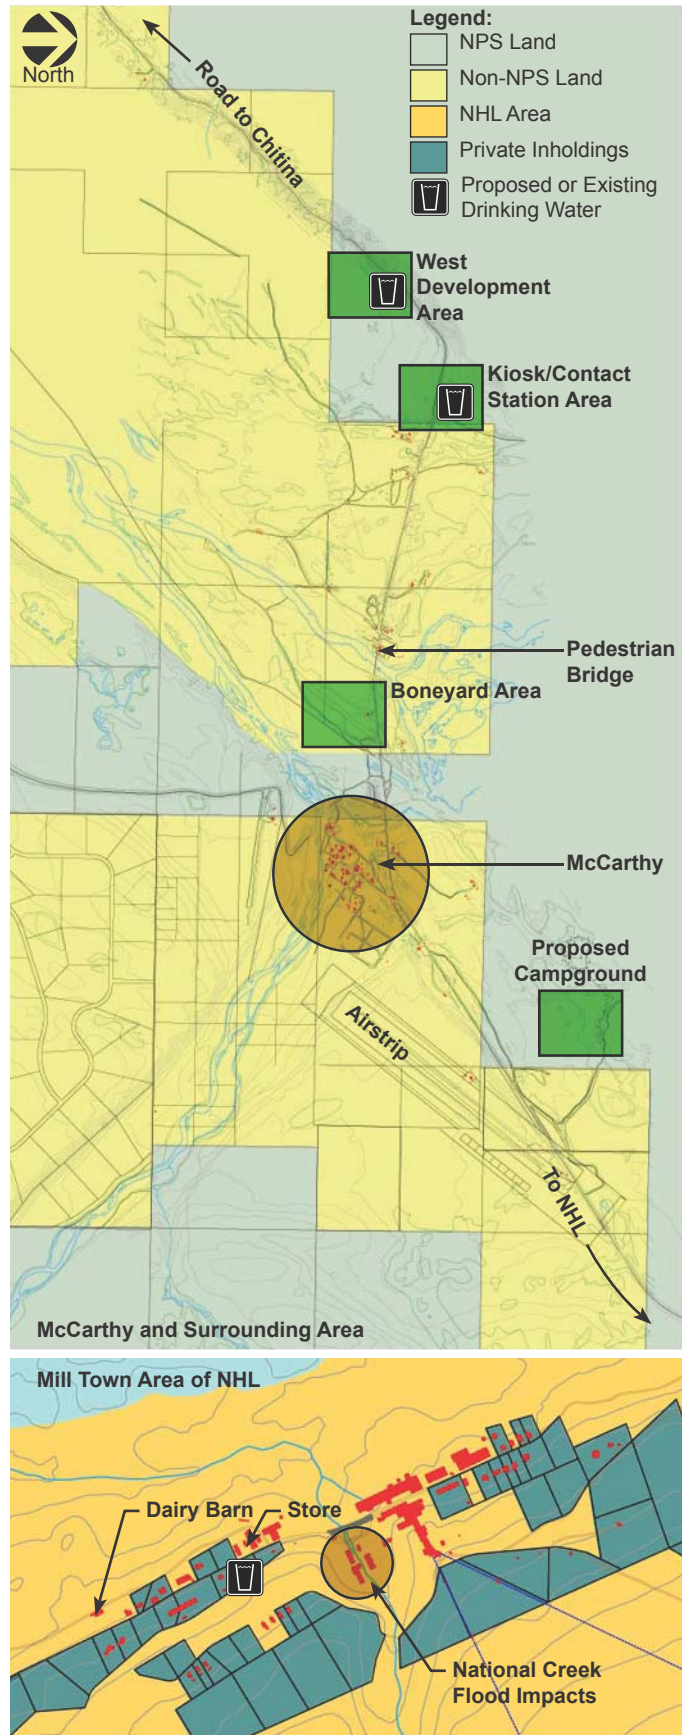 North
Legend:
NPS Land
Non-NPS Land
NHL Area
Private Inholdings
Proposed or Existing
Drinking Water
Road to Chitina
West
Development
Area
Kiosk/Contact
Station Area
Pedestrian
Bridge
Boneyard Area
McCarthy
Proposed
Campground
Airstrip
To NHL
McCarthy and Surrounding Area
Mill Town Area of NHL
Dairy Barn
Store
National Creek
Flood Impacts